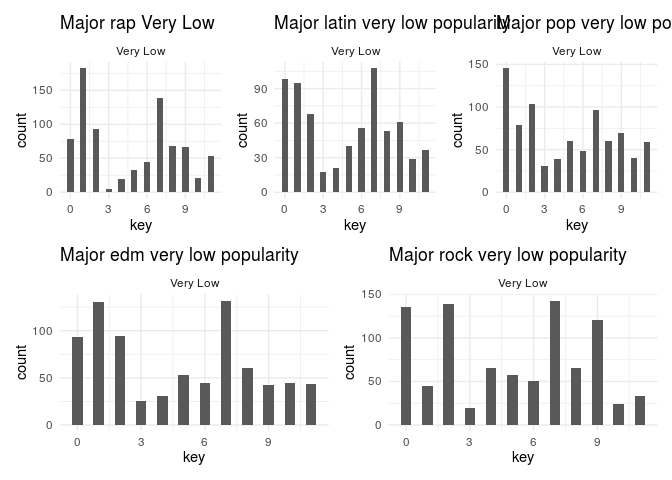 Major rap Very Low
Very Low
count
150
100
50
0
0 3 6 9
key
Major latin very low popularity
Very Low
count
90
60
30
0
0 3 6 9
key
Major pop very low po
Very Low
count
150
100
50
0
0 3 6 9
key
Major edm very low popularity
Very Low
count
100
50
0
0 3 6 9
key
Major rock very low popularity
Very Low
count
150
100
50
0
0 3 6 9
key